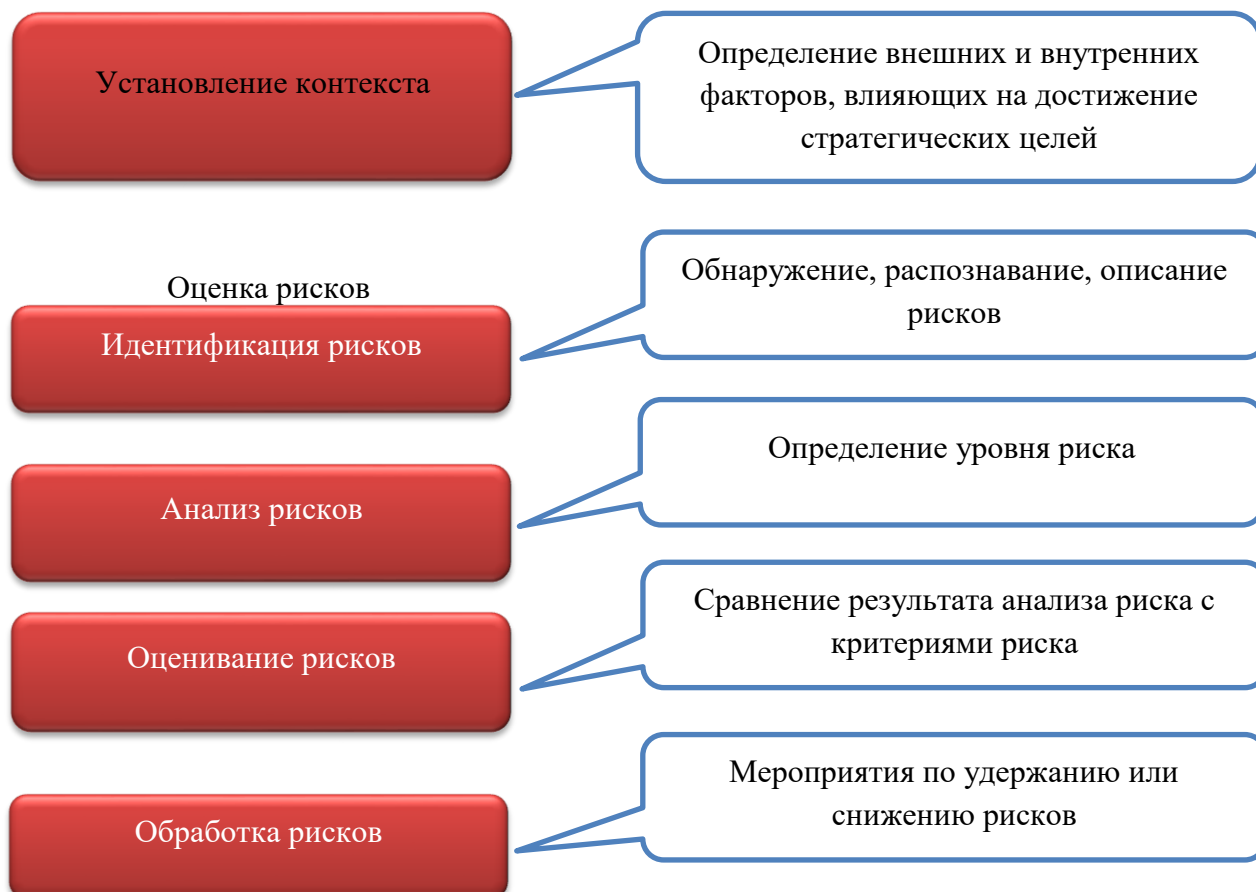 Установление контекста
Определение внешних и внутренних
факторов, влияющих на достижение
стратегических целей
Оценка рисков
Идентификация рисков
Обнаружение, распознавание, описание
рисков
Анализ рисков
Определение уровня риска
Оценивание рисков
Сравнение результата анализа риска с
критериями риска
Обработка рисков
Мероприятия по удержанию или
снижению рисков